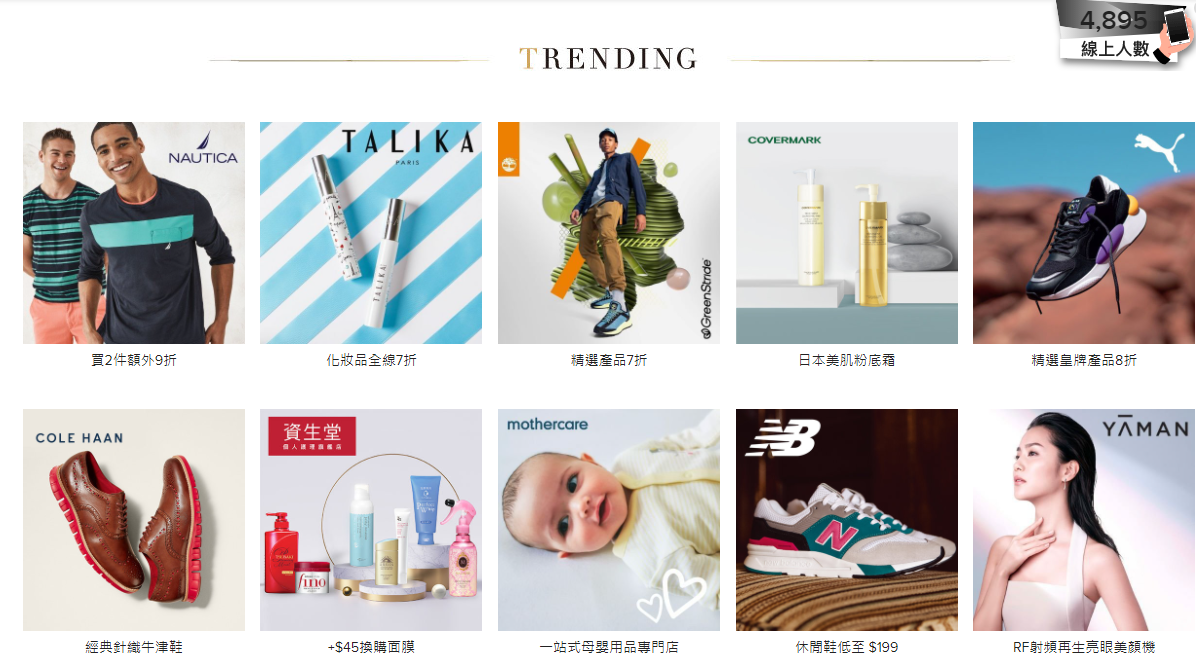 4,895
線上人數
TRENDING
NAUTICA
買2件額外9折
TALIKA
PARIS
TALIKA
化妝品全線7折
GreenStride
精選產品7折
COVERMARK
日本美肌粉底霜
精選皇牌產品8折
COLE HAAN
經典針織牛津鞋
資生堂
個人護理旗艦店
fino
+$45換購面膜
mothercare
一站式母嬰用品專門店
NB
N
休閒鞋低至 $199
YAMAN
RF射頻再生亮眼美顏機